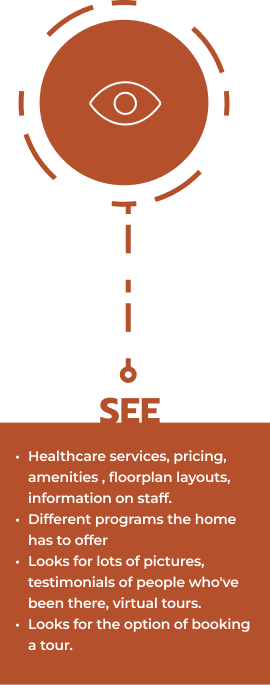 SEE
• Healthcare services, pricing,
amenities , floorplan layouts,
information on staff.
• Different programs the home
has to offer
• Looks for lots of pictures,
testimonials of people who've
been there, virtual tours.
• Looks for the option of booking
a tour.